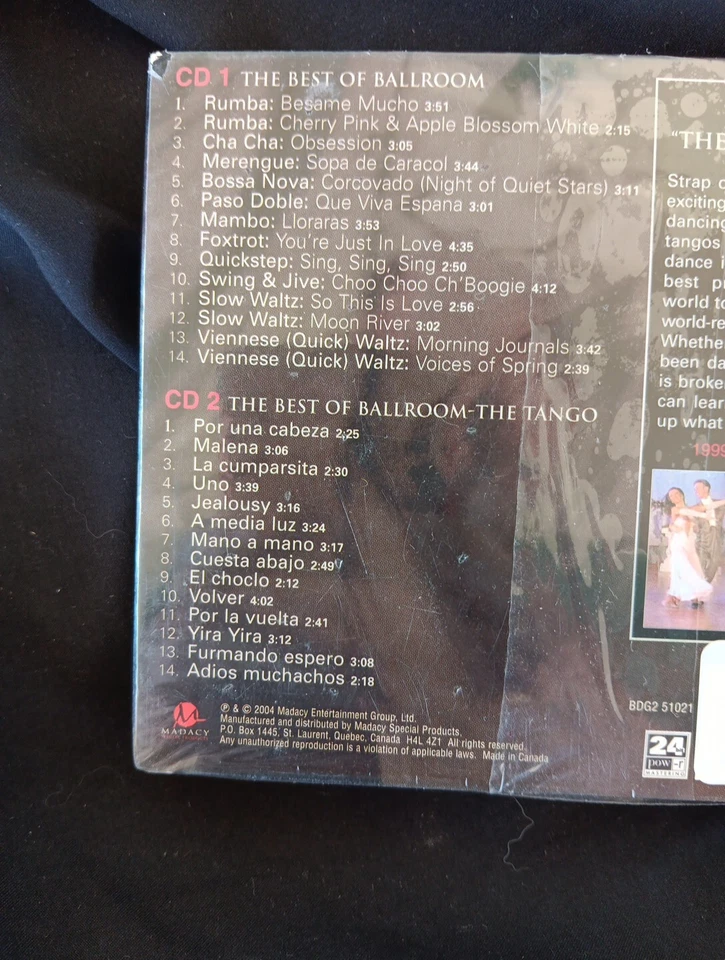 CD 1 THE BEST OF BALLROOM
1. Rumba: Besame Mucho 3:51
2. Rumba: Cherry Pink & Apple Blossom White 2:15
3. Cha Cha: Obsession 3:05
4. Merengue: Sopa de Caracol 3:44
5. Bossa Nova: Corcovado (Night of Quiet Stars) 3:11
6. Paso Doble: Que Viva Espana 3:01
7. Mambo: Lloraras 3:53
8. Foxtrot: You're Just In Love 4:35
9. Quickstep: Sing, Sing, Sing 2:50
10. Swing & Jive: Choo Choo Ch'Boogie 4:12
11. Slow Waltz: So This Is Love 2:56
12. Slow Waltz: Moon River 3:02
13. Viennese (Quick) Waltz: Morning Journals 3:42
14. Viennese (Quick) Waltz: Voices of Spring 2:39
CD 2 THE BEST OF BALLROOM-THE TANGO
1. Por una cabeza 2:25
2. Malena 3:06
3. La cumparsita 2:30
4. Uno 3:39
5. Jealousy 3:16
6. A media luz 3:24
7. Mano a mano 3:17
8. Cuesta abajo 2:49
9. El choclo 2:12
10. Volver 4:02
11. Por la vuelta 2:41
12. Yira Yira 3:12
13. Furmando espero 3:08
14. Adios muchachos 2:18
MADACY
℗ & © 2004 Madacy Entertainment Group, Ltd.
Manufactured and distributed by Madacy Special Products,
P.O. Box 1445, St. Laurent, Quebec, Canada H4L 4Z1 All rights reserved.
Any unauthorized reproduction is a violation of applicable laws. Made in Canada
"THE
Strap
exciting
dancing
tangos
dance
best
world to
world-re
Whethe
been da
is broke
can lear
up what
1999
BDG2 51021
24
pow-r
MASTERING